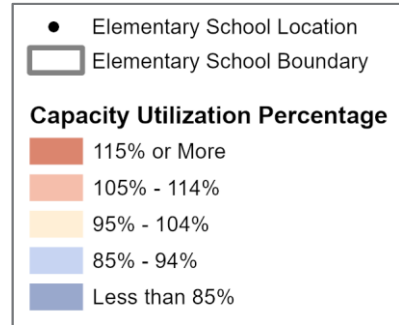 Elementary School Location
Elementary School Boundary
Capacity Utilization Percentage
115% or More
105% - 114%
95% - 104%
85% - 94%
Less than 85%